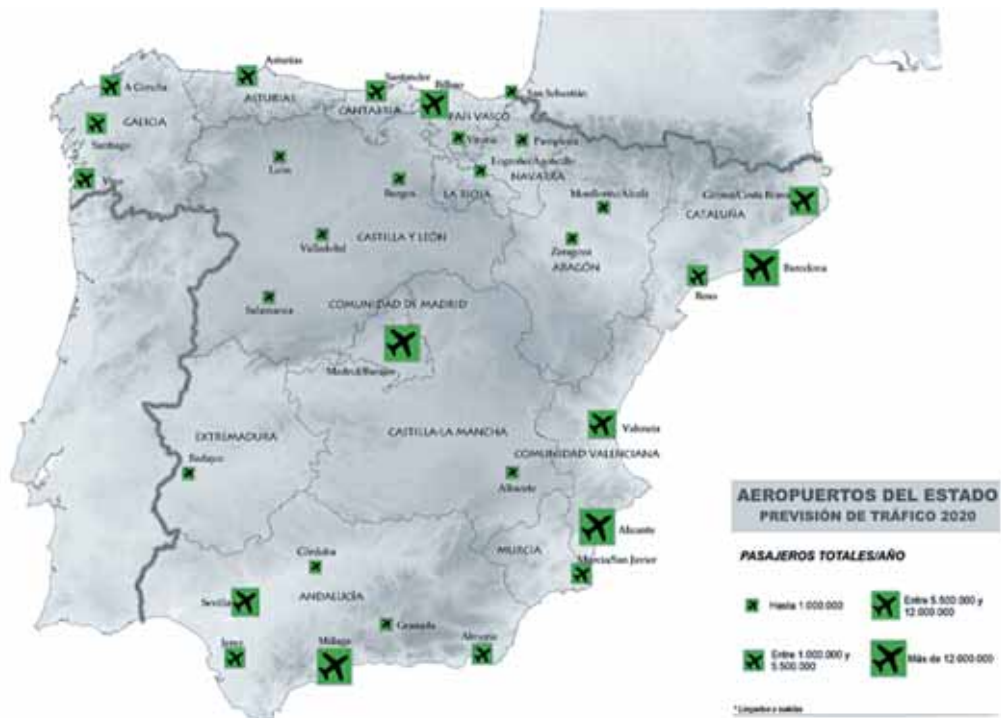 Asturias
Santander
Bilbao
San Sebastián
A Coruña
ASTURIAS
CANTABRIA
PAÍS VASCO
GALICIA
Santiago
Vitoria
Pamplona
León
Logroño/Agoncillo
NAVARRA
Vigo
Burgos
LA RIOJA
Monflorite/Alcalá
Girona/Costa Brava
CATALUÑA
Valladolid
CASTILLA Y LEÓN
Zaragoza
ARAGÓN
Barcelona
Reus
Salamanca
COMUNIDAD DE MADRID
Madrid/Barajas
EXTREMADURA
CASTILLA-LA MANCHA
Valencia
COMUNIDAD VALENCIANA
Badajoz
Albacete
AEROPUERTOS DEL ESTADO
PREVISIÓN DE TRÁFICO 2020
Alicante
MURCIA
Murcia/San Javier
Córdoba
Sevilla
ANDALUCÍA
Granada
Jerez
Málaga
Almería
PASAJEROS TOTALES/AÑO
Hasta 1.000.000
Entre 5.500.000 y
12.000.000
Entre 1.000.000 y
5.500.000
Más de 12.000.000
* Llegadas y salidas